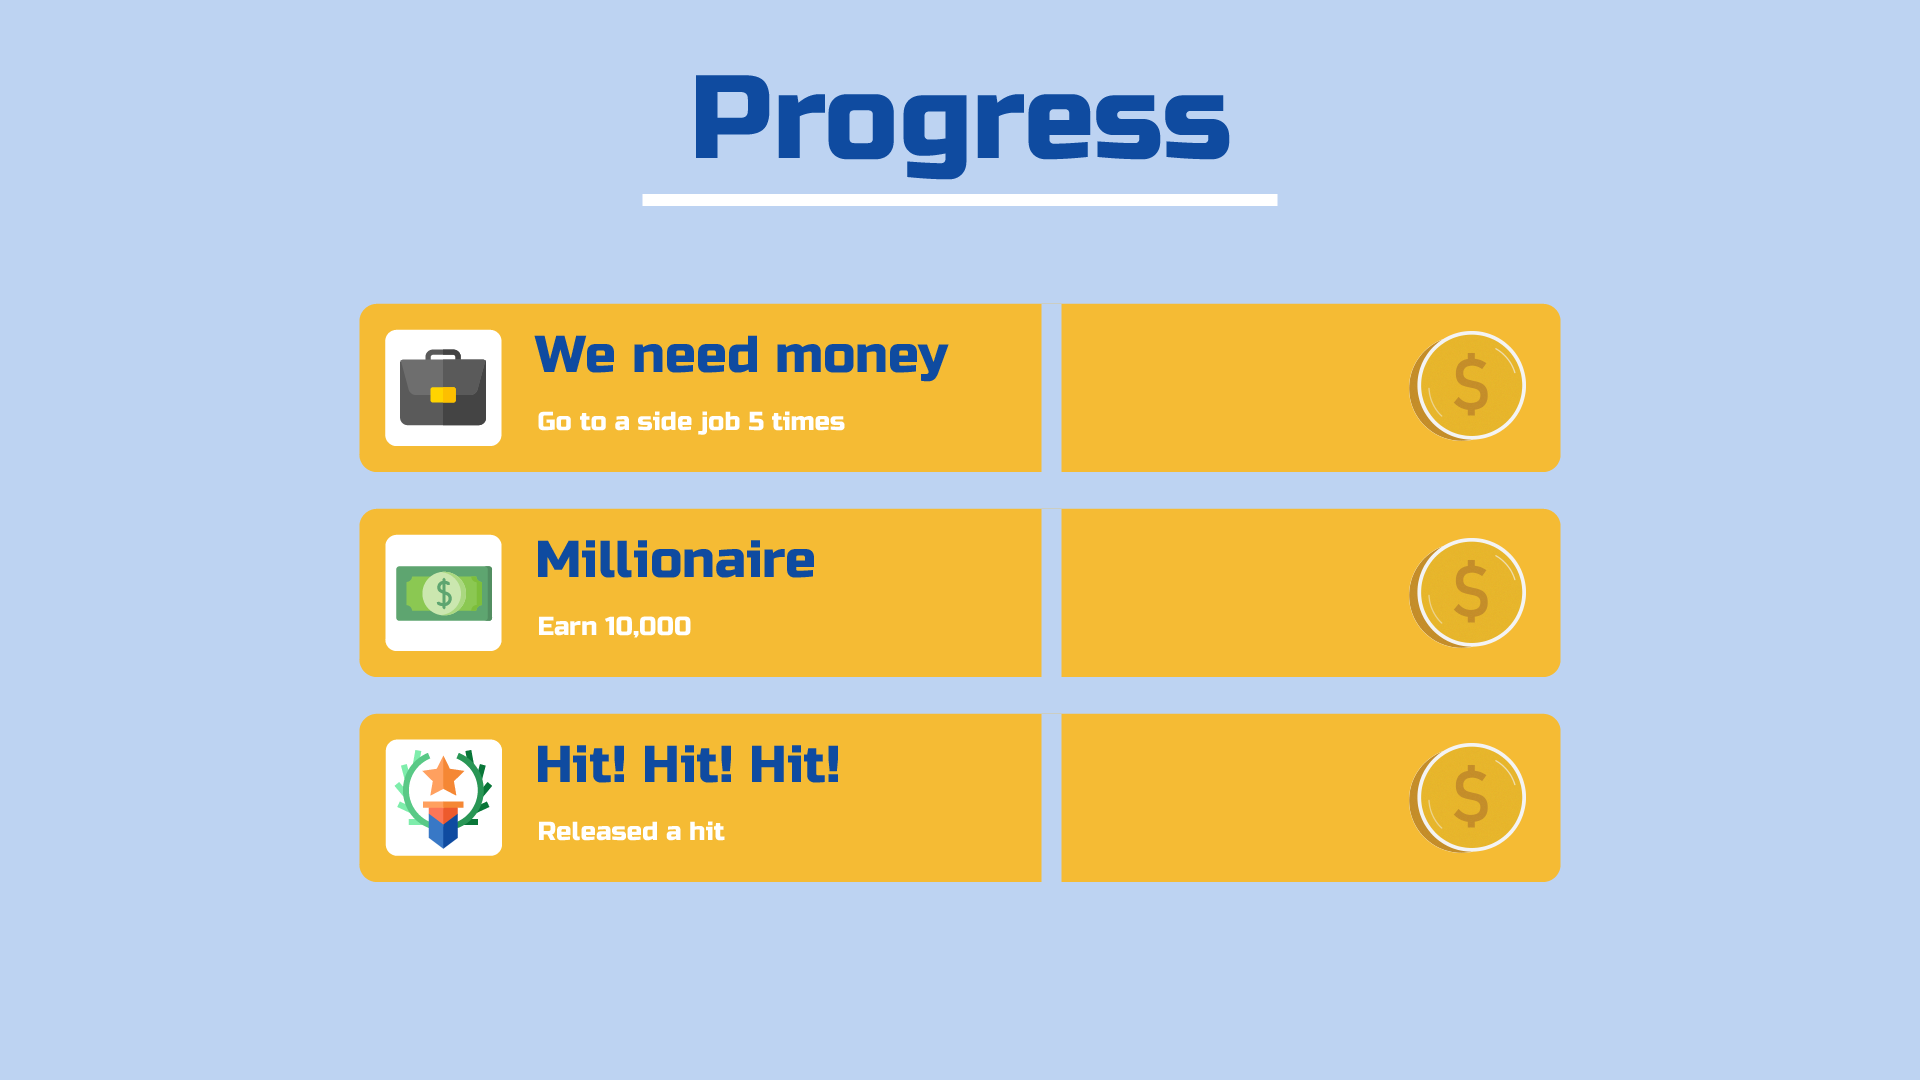 Progress
We need money
Go to a side job 5 times
$
Millionaire
Earn 10,000
$
$
Hit! Hit! Hit!
Released a hit
$